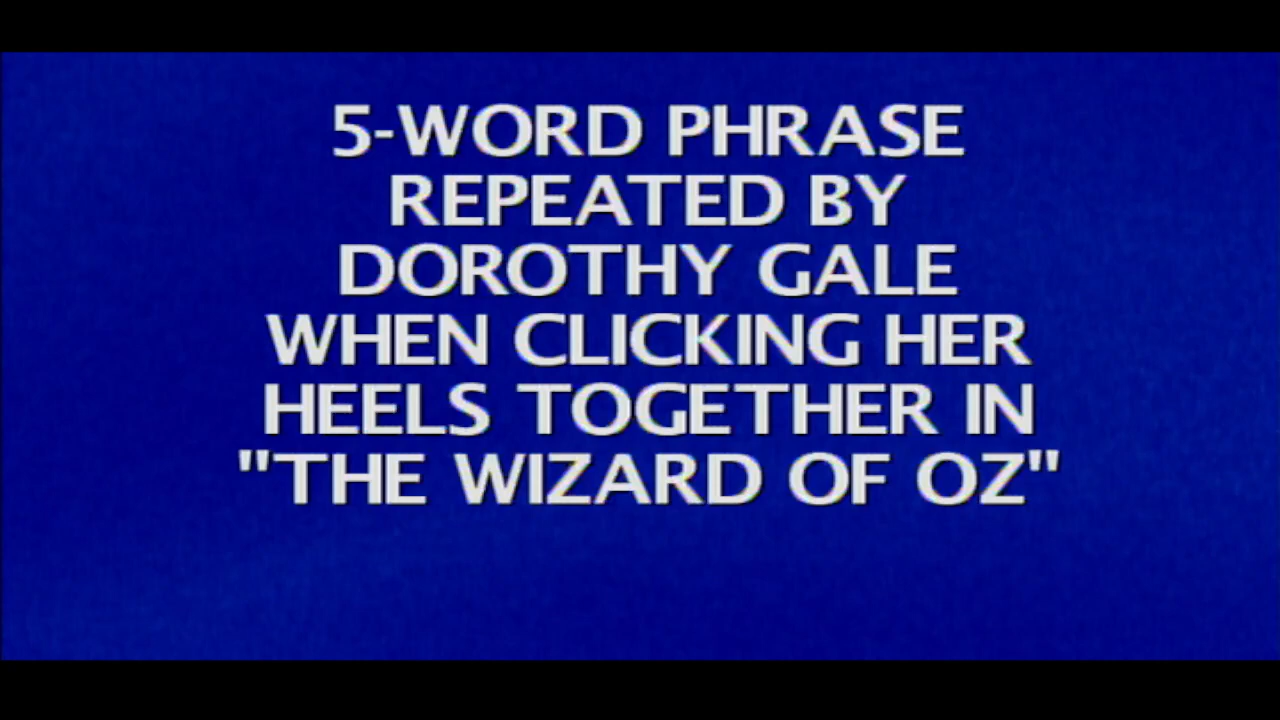 5-WORD PHRASE
REPEATED BY
DOROTHY GALE
WHEN CLICKING HER
HEELS TOGETHER IN
"THE WIZARD OF OZ"